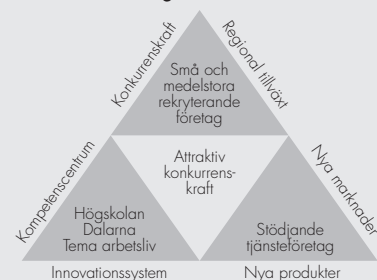 Konkurrenskraft
Regional tillväxt
Små och
medelstora
rekryterande
företag
Kompetenscentrum
Nya marknader
Attraktiv
konkurrens-
kraft
Högskolan
Dalarna
Tema arbetsliv
Stödjande
tjänsteföretag
Innovationssystem
Nya produkter